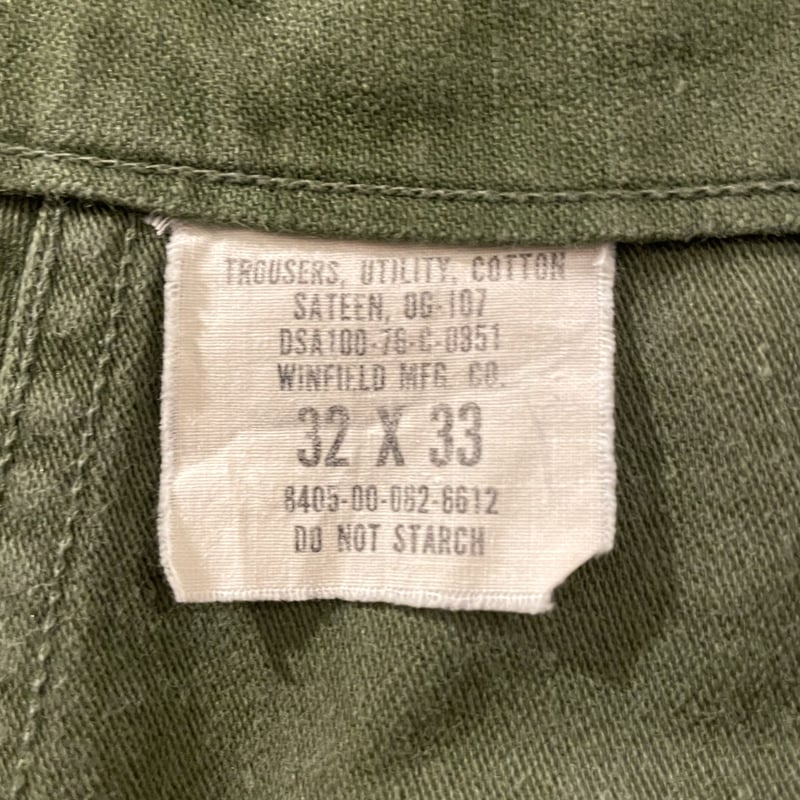 TROUSERS, UTILITY, COTTON
SATEEN, OG-107
DSA100-76-C-0351
WINFIELD MFG. CO.
32 X 33
8405-00-082-6612
DO NOT STARCH